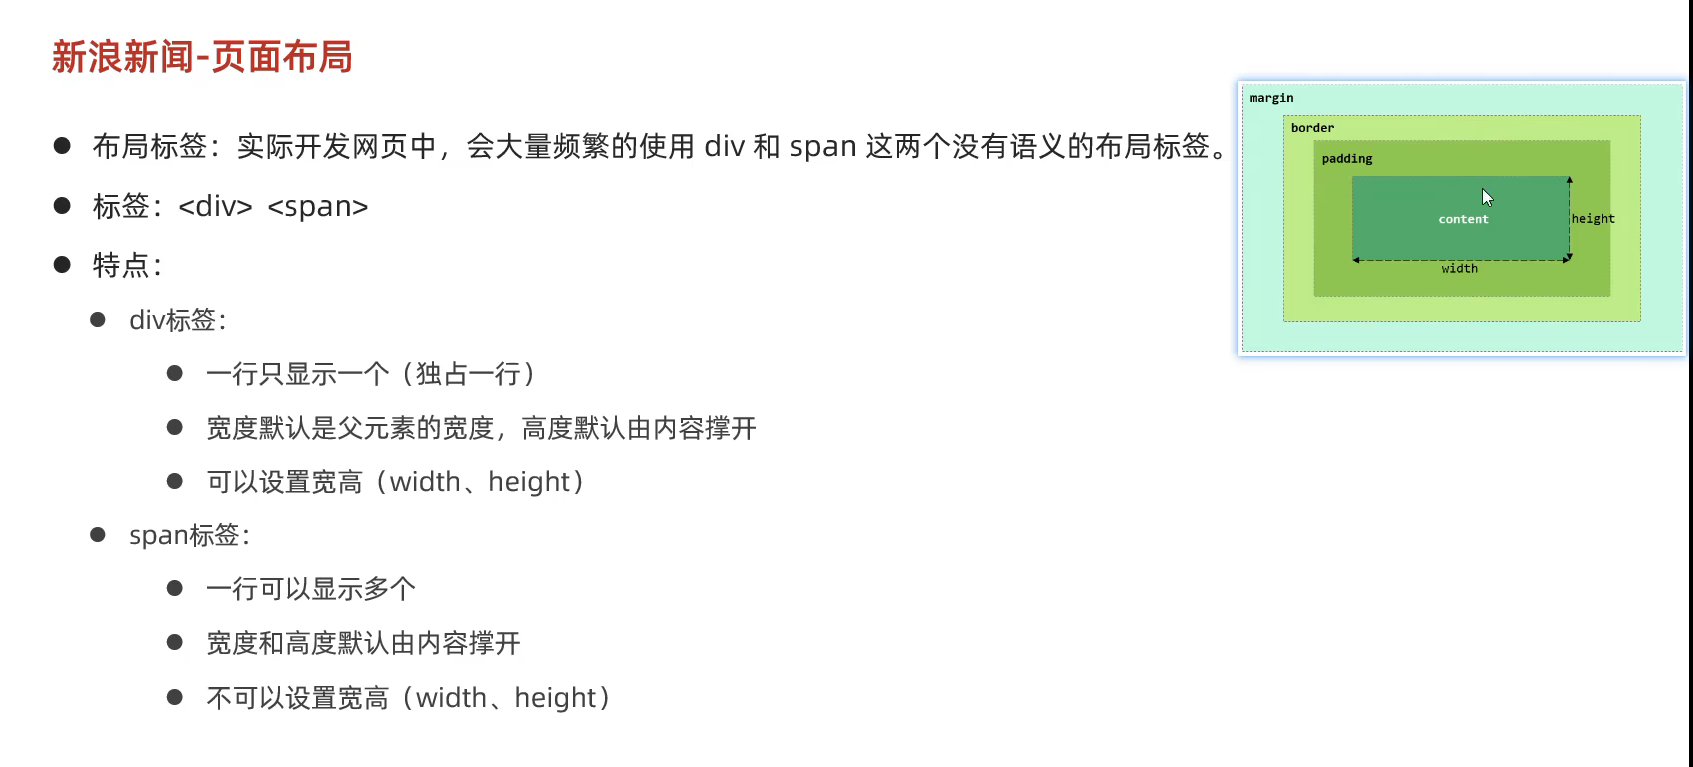 新浪新闻-页面布局
布局标签：实际开发网页中，会大量频繁的使用 div 和 span 这两个没有语义的布局标签。
标签：<div> <span>
特点：
div标签：
一行只显示一个（独占一行）
宽度默认是父元素的宽度，高度默认由内容撑开
可以设置宽高（width、height）
span标签：
一行可以显示多个
宽度和高度默认由内容撑开
不可以设置宽高（width、height）
margin
border
padding
content
height
width